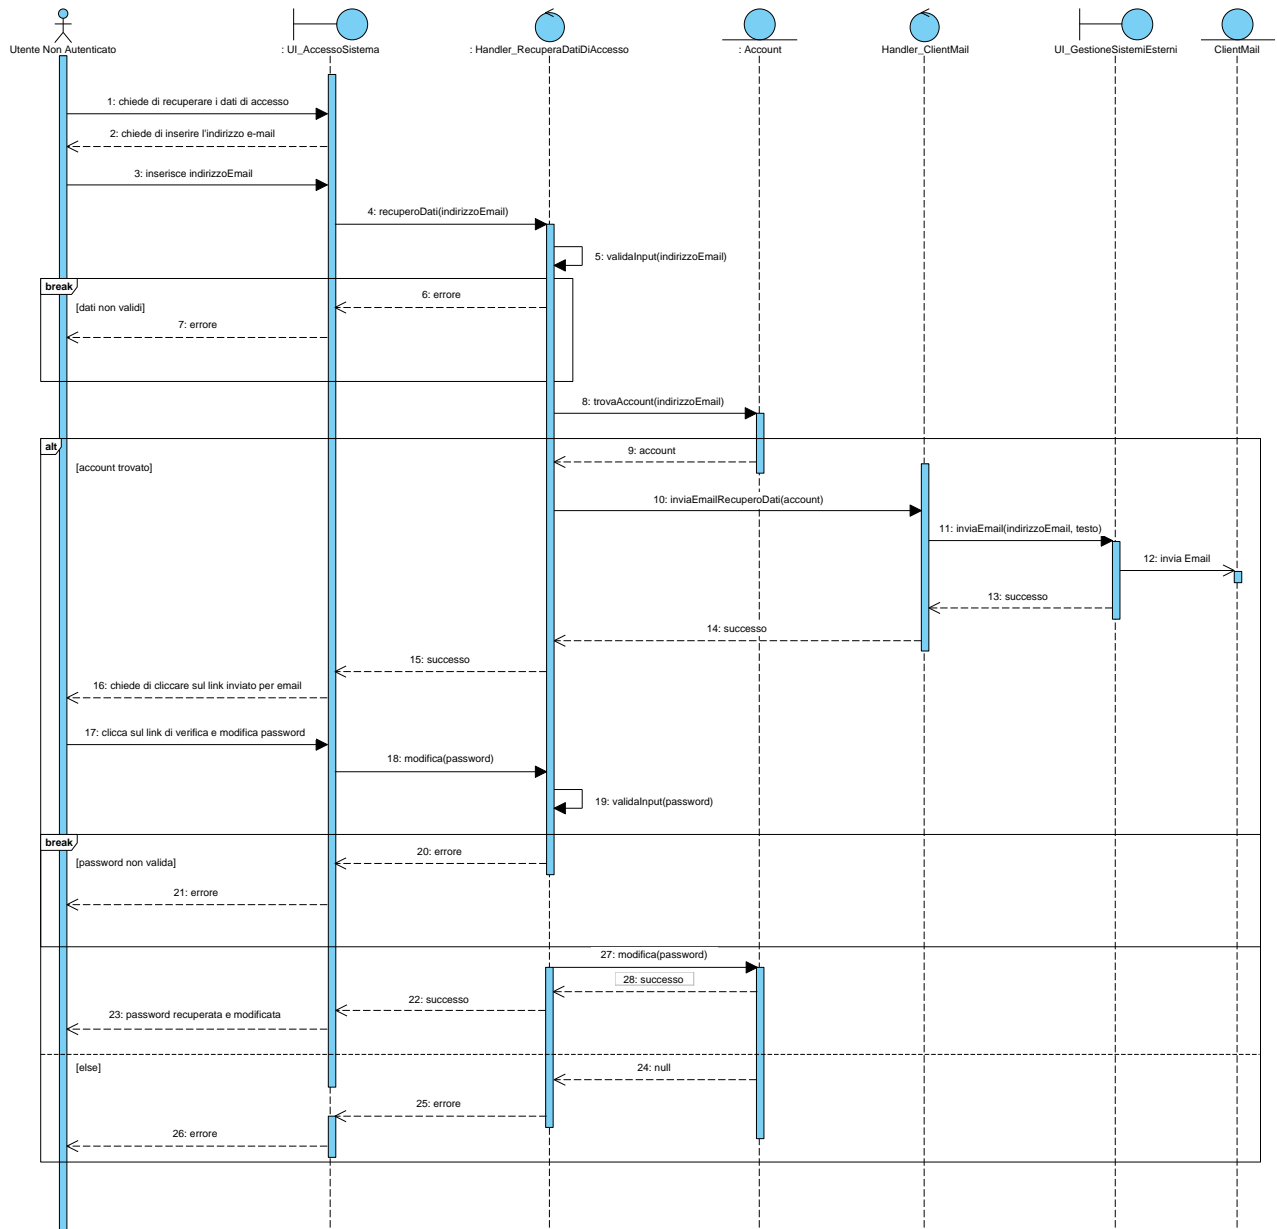 Utente Non Autenticato
: UI_AccessoSistema
: Handler_RecuperaDatiDiAccesso
: Account
Handler_ClientMail
UI_GestioneSistemiEsterni
ClientMail
1: chiede di recuperare i dati di accesso
2: chiede di inserire l'indirizzo e-mail
3: inserisce indirizzoEmail
4: recuperoDati(indirizzoEmail)
5: validaInput(indirizzoEmail)
break
6: errore
[dati non validi]
7: errore
8: trovaAccount(indirizzoEmail)
alt
9: account
[account trovato]
10: inviaEmailRecuperoDati(account)
11: inviaEmail(indirizzoEmail, testo)
12: invia Email
13: successo
14: successo
15: successo
16: chiede di cliccare sul link inviato per email
17: clicca sul link di verifica e modifica password
18: modifica(password)
19: validaInput(password)
break
20: errore
[password non valida]
21: errore
27: modifica(password)
28: successo
22: successo
23: password recuperata e modificata
[else]
24: null
25: errore
26: errore